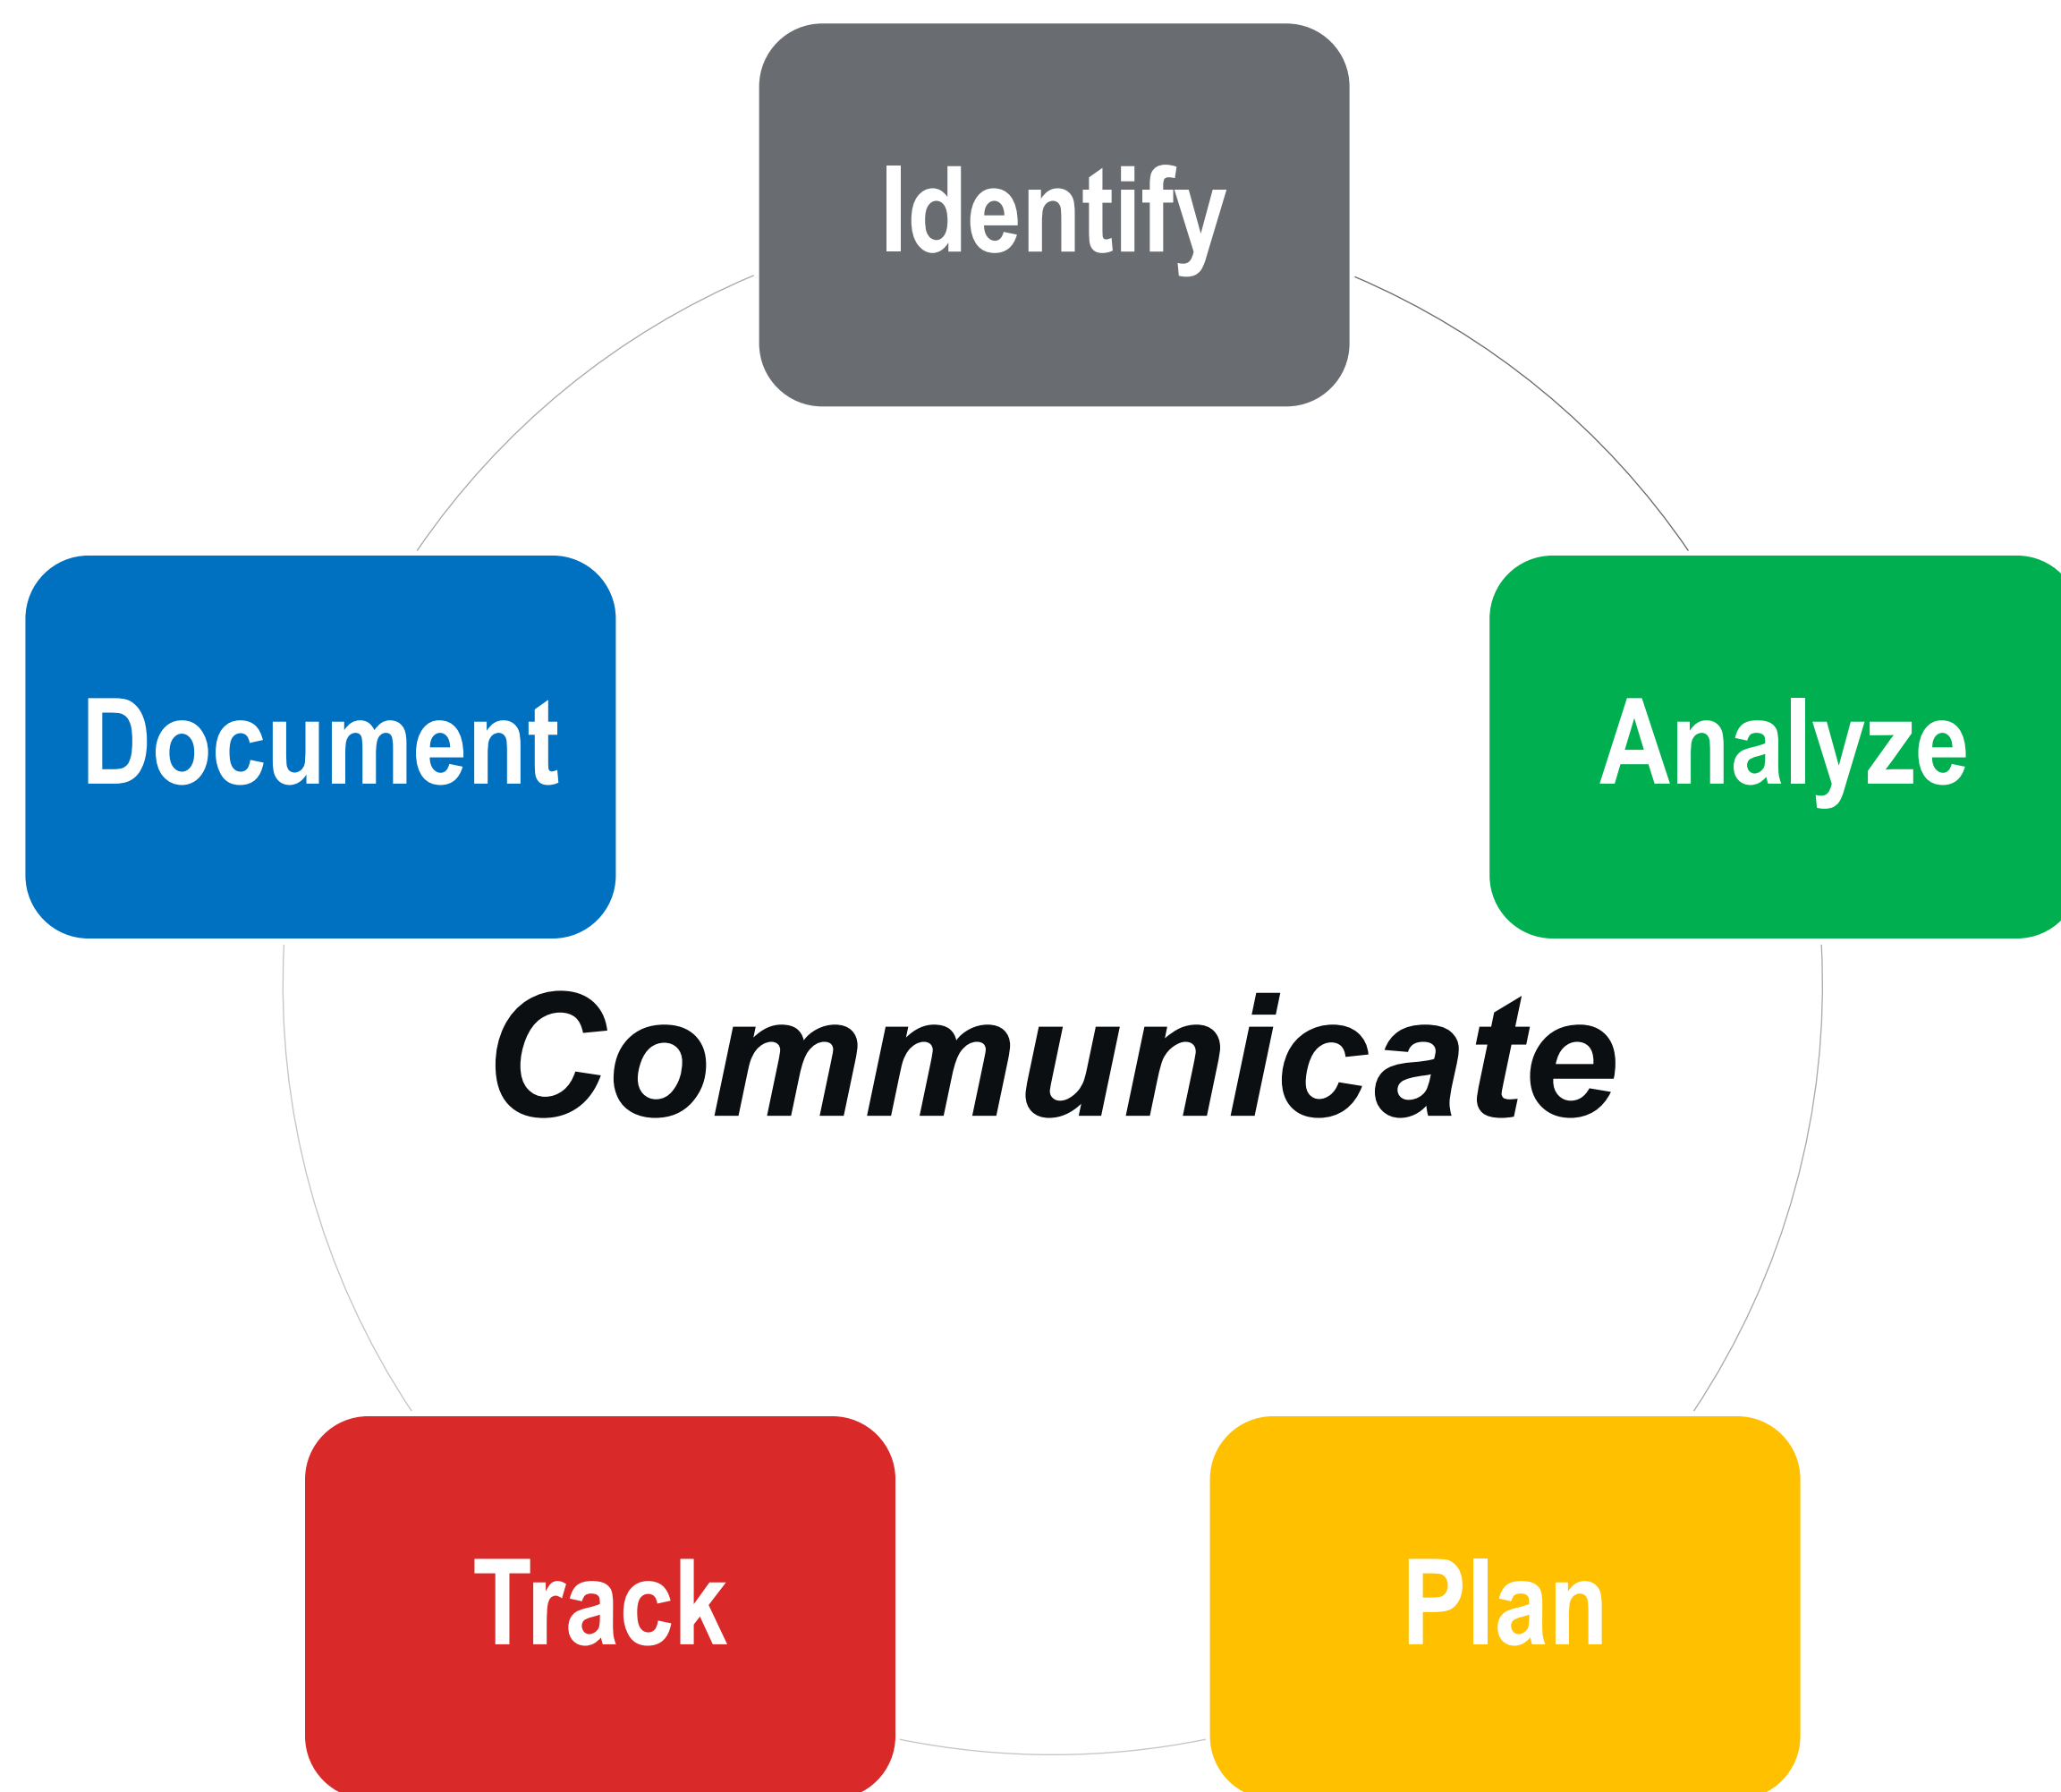 Identify
Document
Analyze
Communicate
Track
Plan